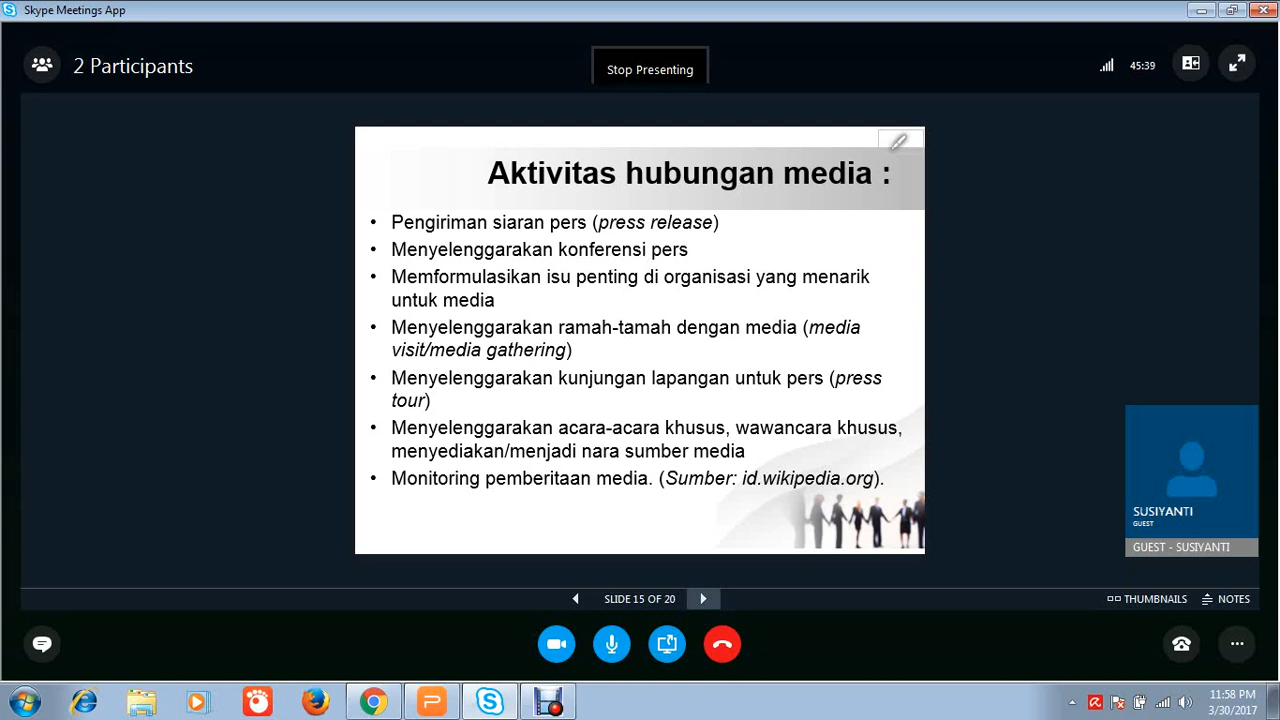 Skype Meetings App
2 Participants
Stop Presenting
45:39
Aktivitas hubungan media :
• Pengiriman siaran pers (press release)
• Menyelenggarakan konferensi pers
• Memformulasikan isu penting di organisasi yang menarik
untuk media
• Menyelenggarakan ramah-tamah dengan media (media
visit/media gathering)
• Menyelenggarakan kunjungan lapangan untuk pers (press
tour)
• Menyelenggarakan acara-acara khusus, wawancara khusus,
menyediakan/menjadi nara sumber media
• Monitoring pemberitaan media. (Sumber: id.wikipedia.org).
SUSIYANTI
GUEST
GUEST - SUSIYANTI
SLIDE 15 OF 20
THUMBNAILS
NOTES
11:58 PM
3/30/2017